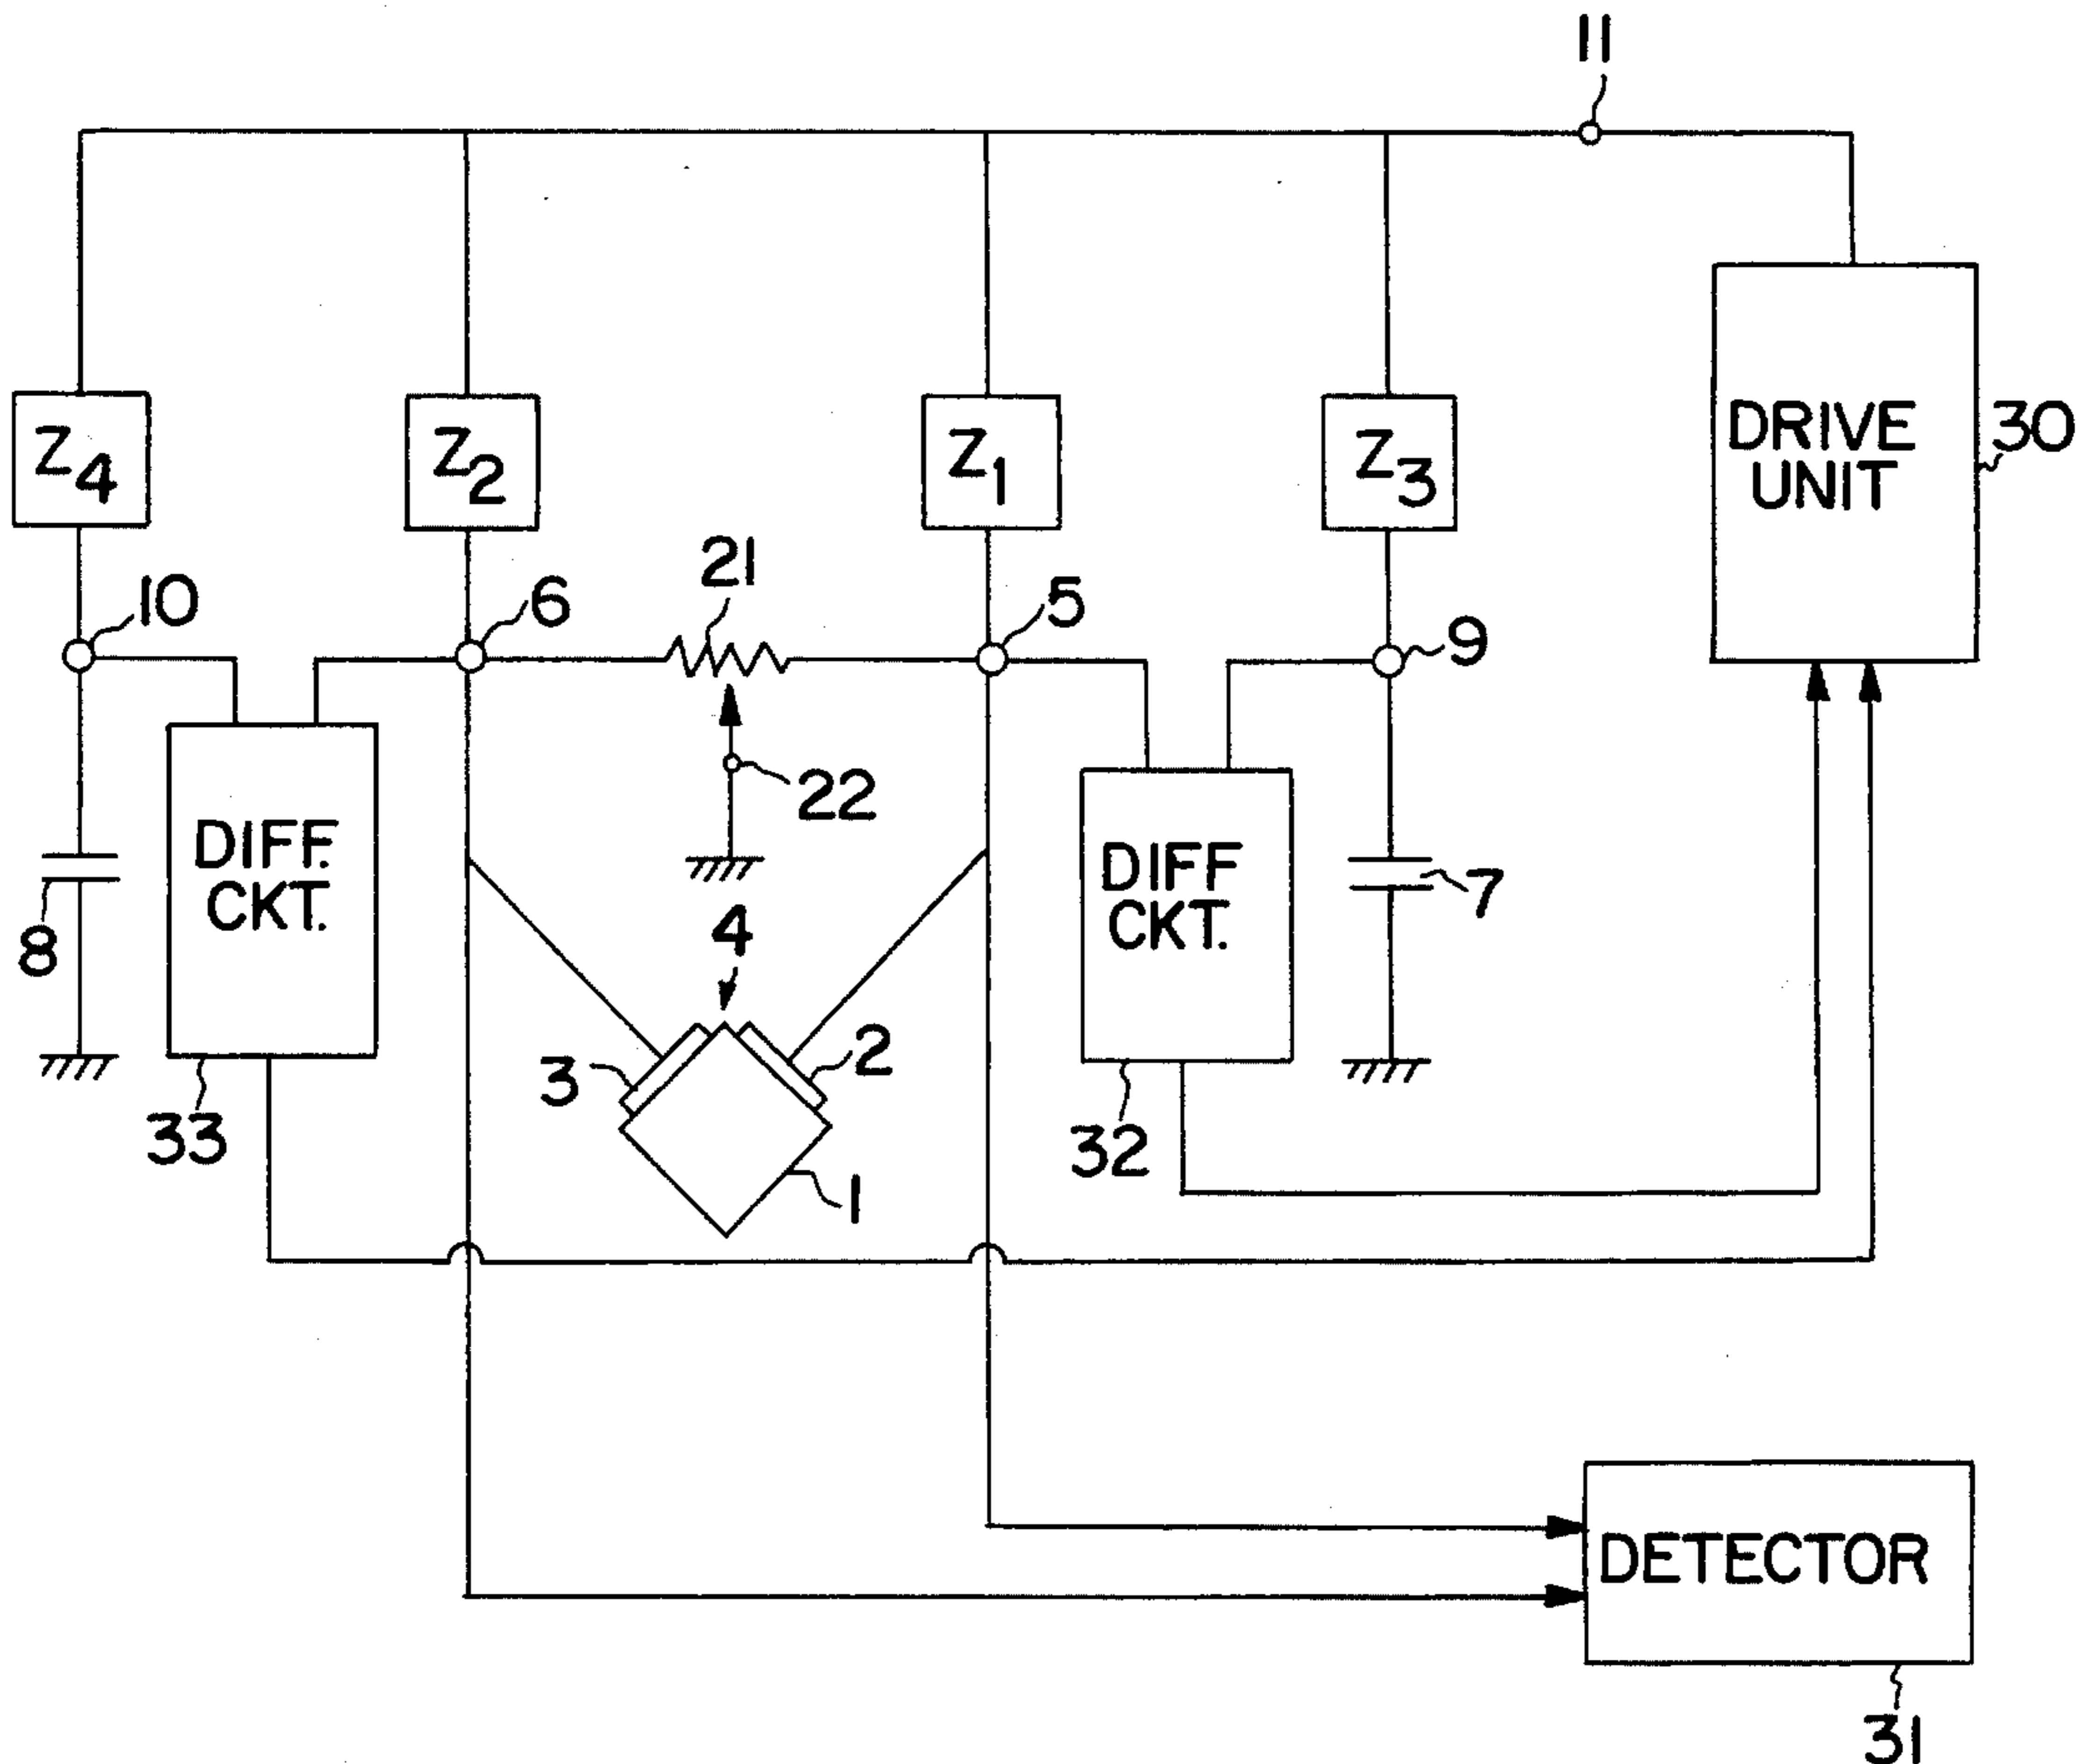 11
Z4
Z2
Z1
Z3
DRIVE
UNIT
30
10
6
21
5
9
22
8
DIFF.
CKT.
DIFF
CKT.
7
4
3
2
33
32
1
DETECTOR
31